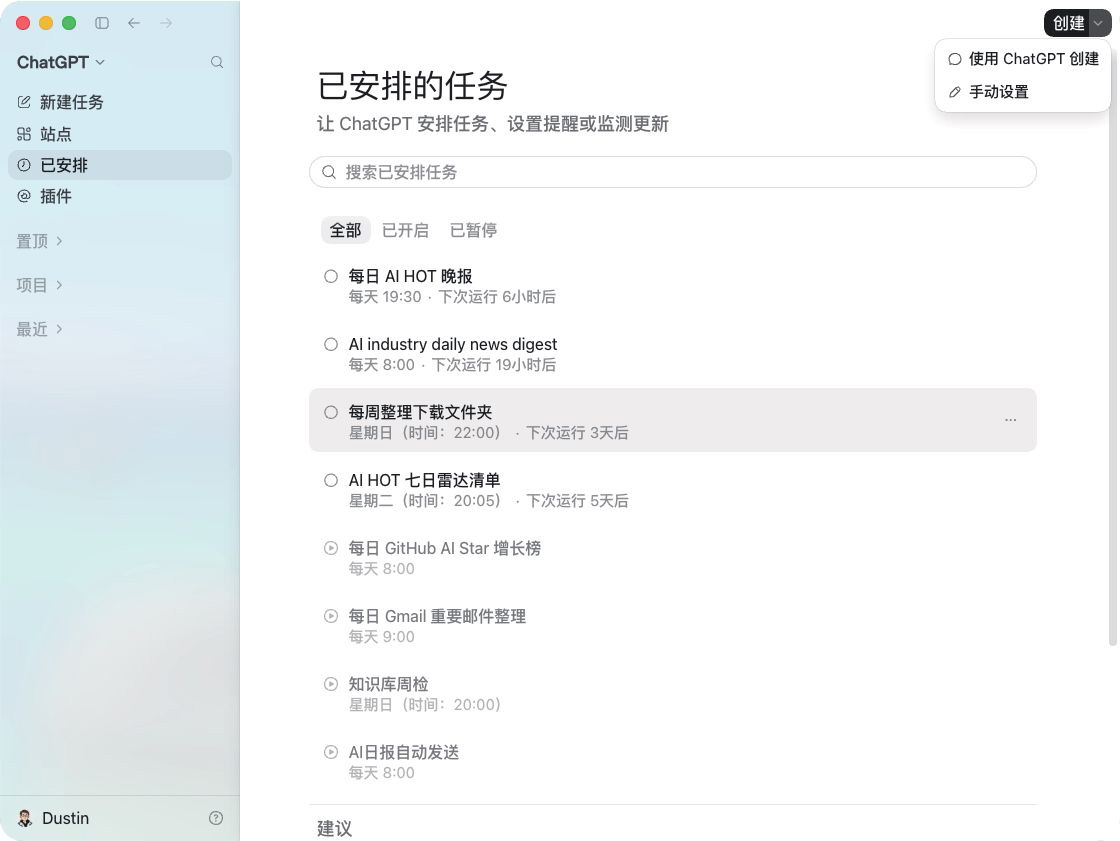 ChatGPT
新建任务
站点
已安排
插件
置顶
项目
最近
Dustin
创建
使用 ChatGPT 创建
手动设置
已安排的任务
让 ChatGPT 安排任务、设置提醒或监测更新
搜索已安排任务
全部 已开启 已暂停
每日 AI HOT 晚报
每天 19:30 · 下次运行 6小时后
AI industry daily news digest
每天 8:00 · 下次运行 19小时后
每周整理下载文件夹
星期日（时间：22:00） · 下次运行 3天后
AI HOT 七日雷达清单
星期二（时间：20:05） · 下次运行 5天后
每日 GitHub AI Star 增长榜
每天 8:00
每日 Gmail 重要邮件整理
每天 9:00
知识库周检
星期日（时间：20:00）
AI日报自动发送
每天 8:00
建议